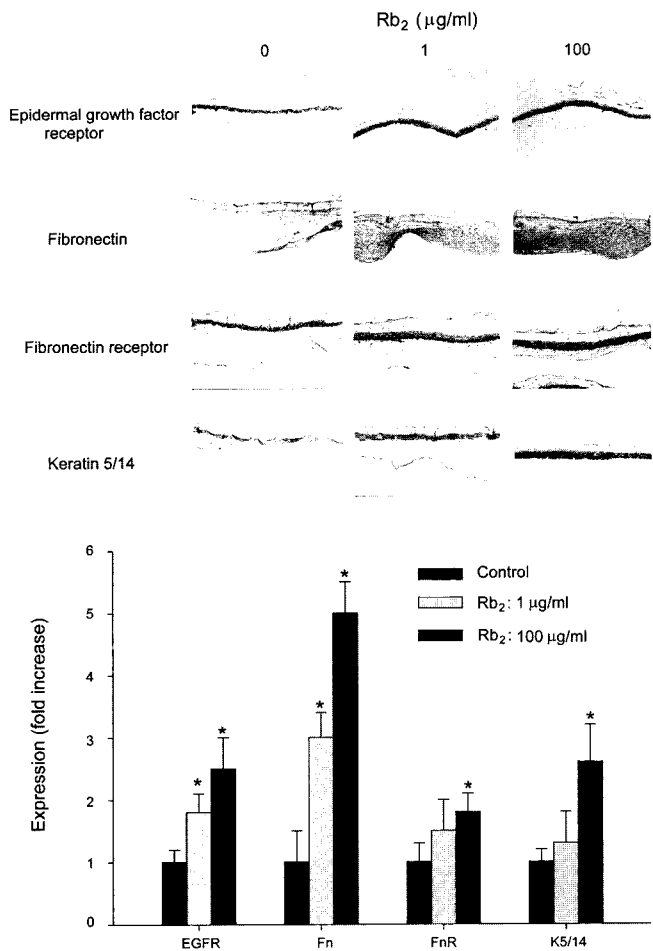 Rb2 (μg/ml)
0 1 100
Epidermal growth factor
receptor
Fibronectin
Fibronectin receptor
Keratin 5/14
6
5
4
3
2
1
0
Expression (fold increase)
Control
Rb2: 1 μg/ml
Rb2: 100 μg/ml
* * * * * *
EGFR Fn FnR K5/14